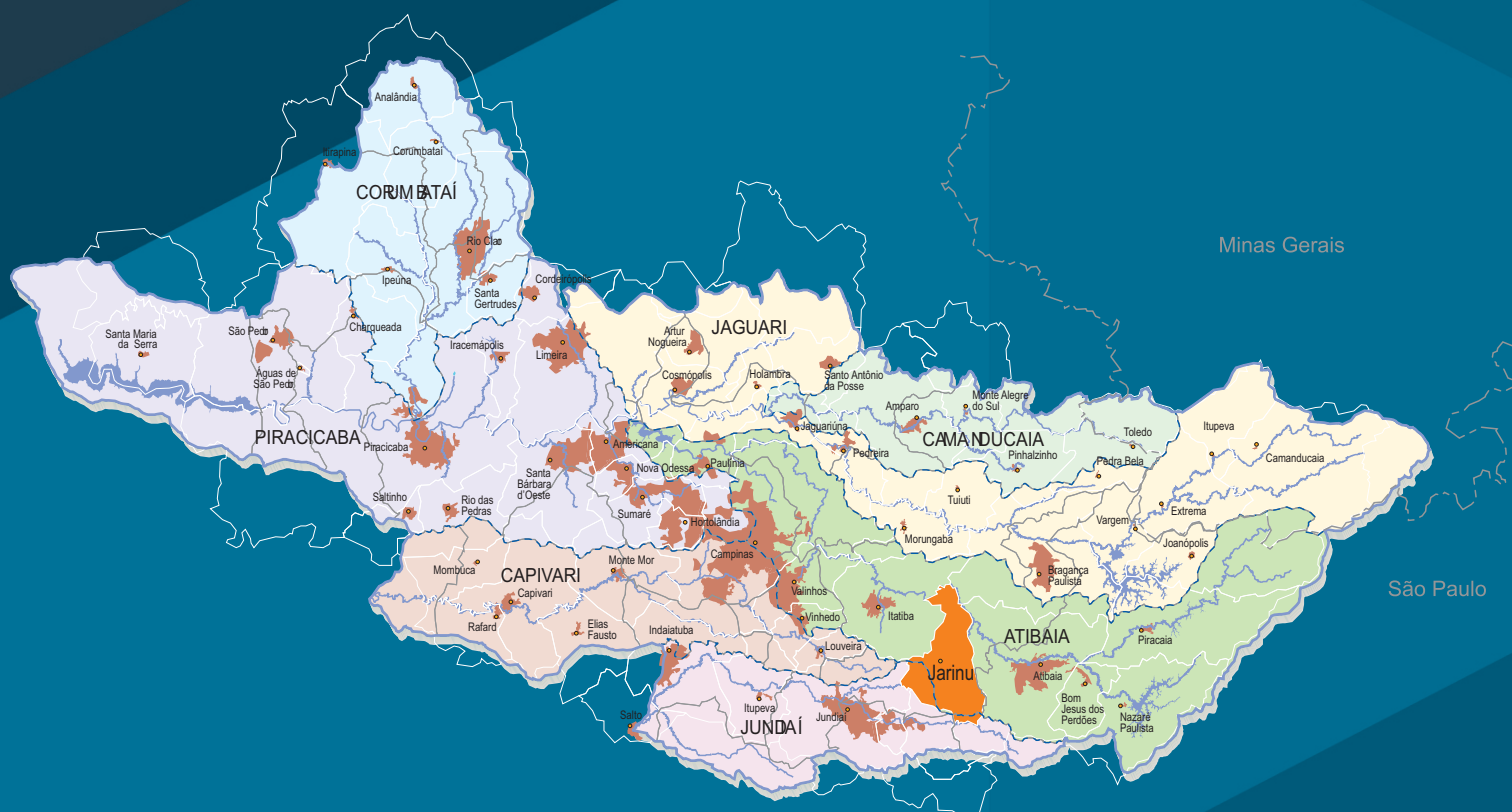 Analândia
Corumbataí
Itirapina
CORUMBATAÍ
Rio Claro
Ipeúna
Santa
Gertrudes
Cordeirópolis
Charqueada
Santa Maria
da Serra
São Pedro
Águas de
São Pedro
Iracemápolis
Limeira
PIRACICABA
Piracicaba
Saltinho
Rio das
Pedras
Santa
Bárbara
d'Oeste
Americana
Nova Odessa
Sumaré
Hortolândia
Paulínia
Campinas
JAGUARI
Artur
Nogueira
Cosmópolis
Holambra
Santo Antônio
da Posse
Jaguariúna
Pedreira
Amparo
Monte Alegre
do Sul
CAMANDUCAIA
Pinhalzinho
Toledo
Pedra Bela
Itupeva
Camanducaia
Tuiuti
Vargem
Extrema
Morungaba
Joanópolis
Bragança
Paulista
Minas Gerais
São Paulo
CAPIVARI
Mombuca
Capivari
Rafard
Monte Mor
Elias
Fausto
Indaiatuba
Valinhos
Vinhedo
Louveira
Itatiba
ATIBAIA
Jarinu
Atibaia
Piracaia
Bom
Jesus dos
Perdões
Nazaré
Paulista
Salto
Itupeva
JUNDIAÍ
Jundiaí